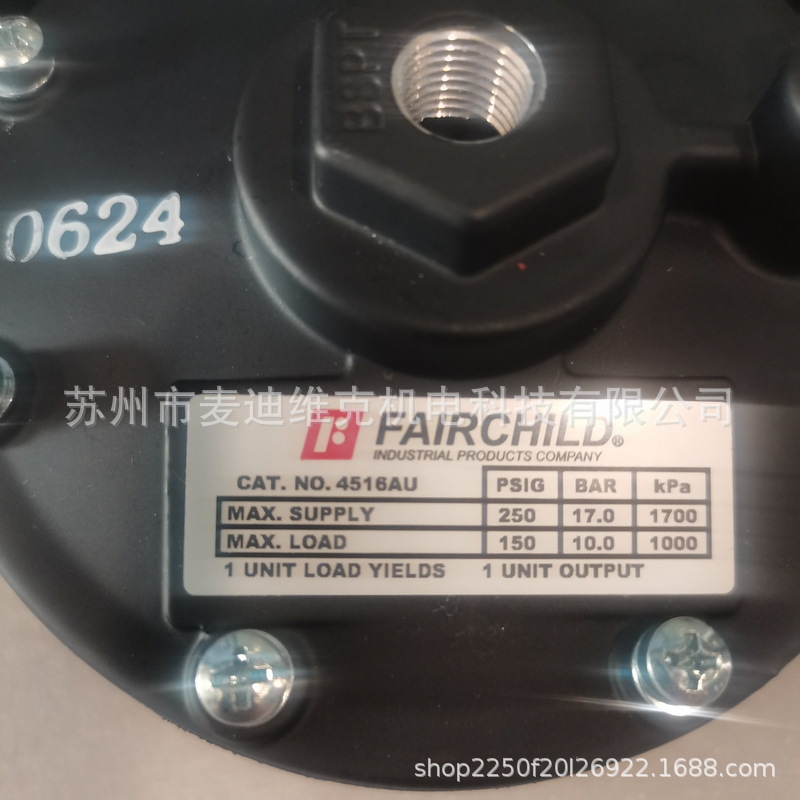 BSPT
0624
苏州市麦迪维克机电科技有限公司
FAIRCHILD®
INDUSTRIAL PRODUCTS COMPANY
CAT. NO. 4516AU PSIG BAR kPa
MAX. SUPPLY 250 17.0 1700
MAX. LOAD 150 10.0 1000
1 UNIT LOAD YIELDS 1 UNIT OUTPUT
shop2250f20l26922.1688.com